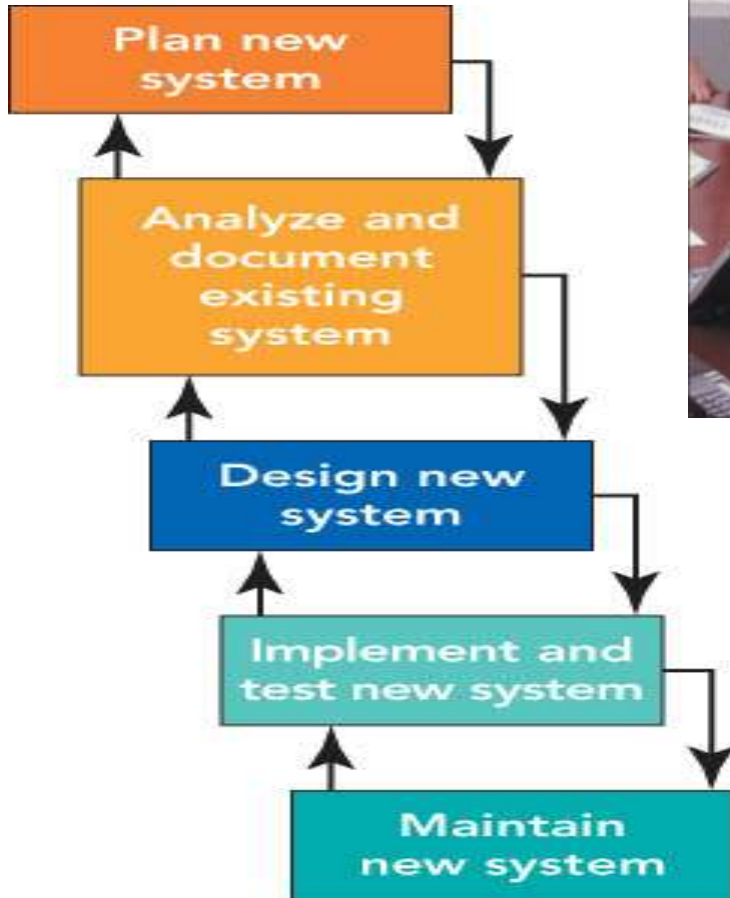 Plan new
system
Analyze and
document
existing
system
Design new
system
Implement and
test new system
Maintain
new system